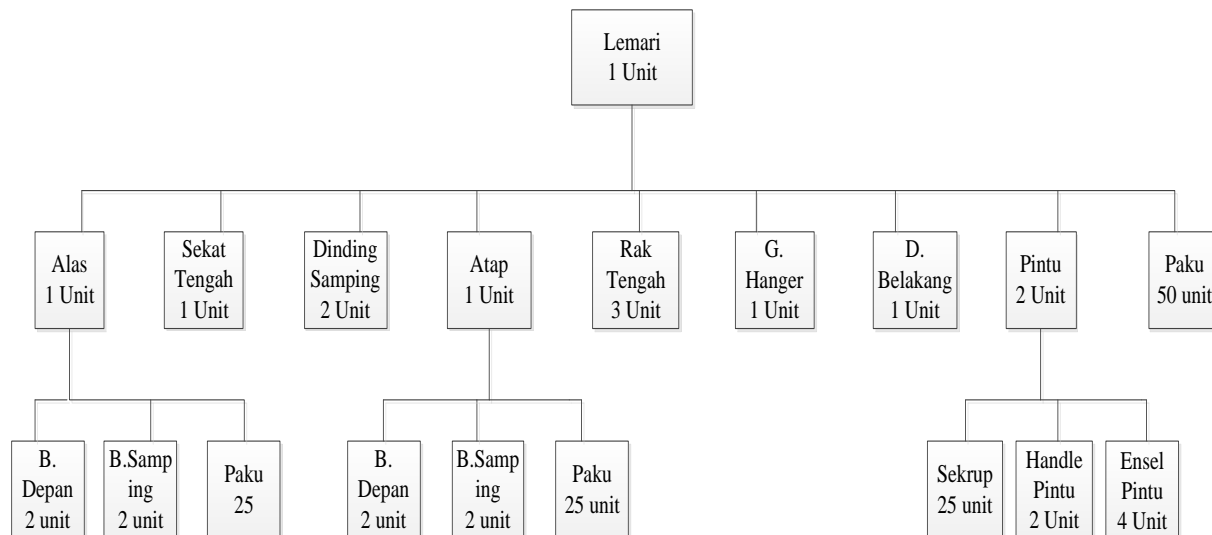 Lemari
1 Unit
Alas
1 Unit
Sekat
Tengah
1 Unit
Dinding
Samping
2 Unit
Atap
1 Unit
Rak
Tengah
3 Unit
G.
Hanger
1 Unit
D.
Belakang
1 Unit
Pintu
2 Unit
Paku
50 unit
B.
Depan
2 unit
B.Samp
ing
2 unit
Paku
25
B.
Depan
2 unit
B.Samp
ing
2 unit
Paku
25 unit
Sekrup
25 unit
Handle
Pintu
2 Unit
Ensel
Pintu
4 Unit